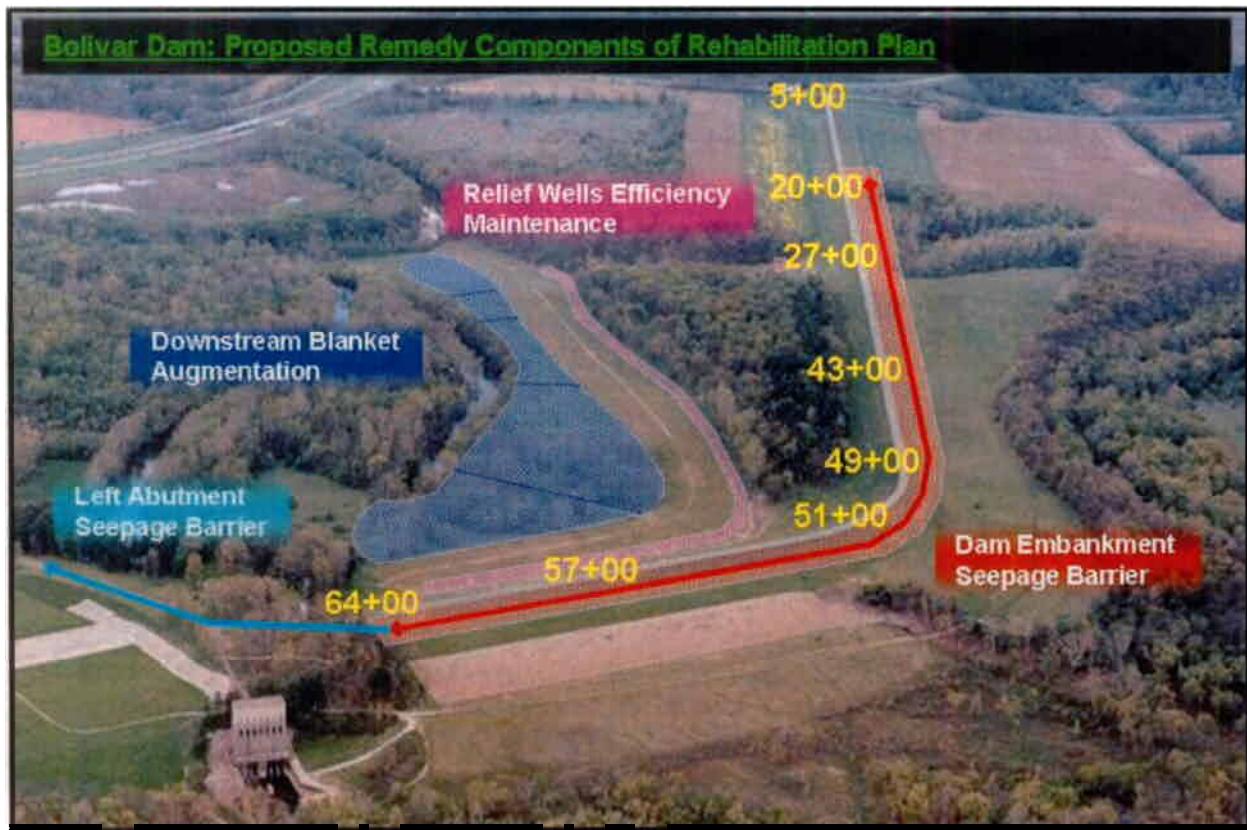 Bolivar Dam: Proposed Remedy Components of Rehabilitation Plan
5+00
Relief Wells Efficiency
Maintenance
20+00
27+00
Downstream Blanket
Augmentation
43+00
49+00
Left Abutment
Seepage Barrier
51+00
Dam Embankment
Seepage Barrier
57+00
64+00